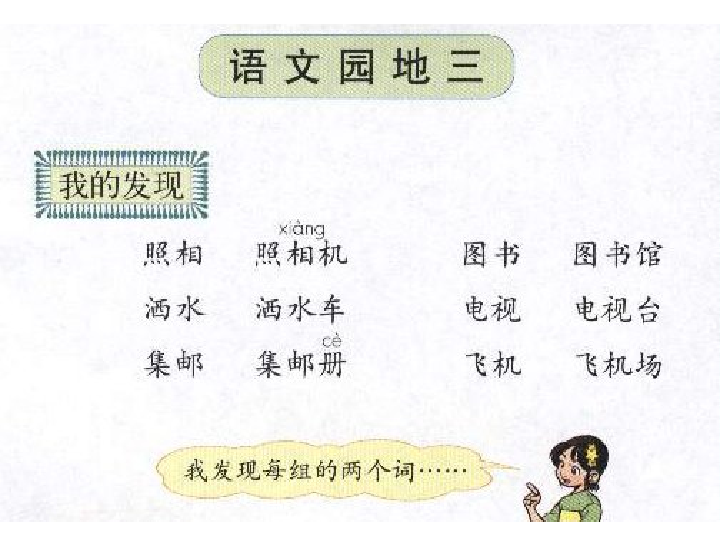 语文园地三
我的发现
xiàng
照相 照相机 图书 图书馆
洒水 洒水车 电视 电视台
cè
集邮 集邮册 飞机 飞机场
我发现每组的两个词……